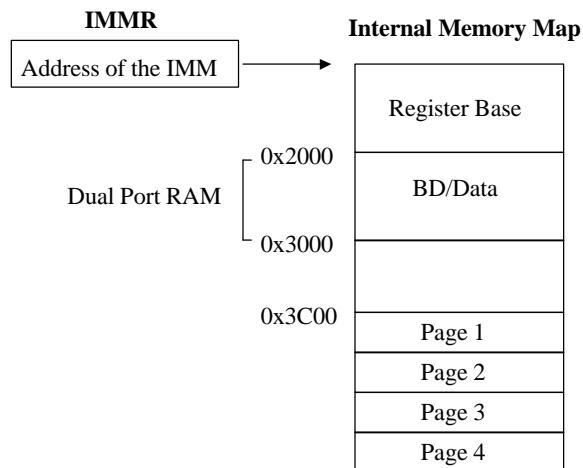 IMMR
Internal Memory Map
Address of the IMM
Register Base
0x2000
Dual Port RAM
BD/Data
0x3000
0x3C00
Page 1
Page 2
Page 3
Page 4